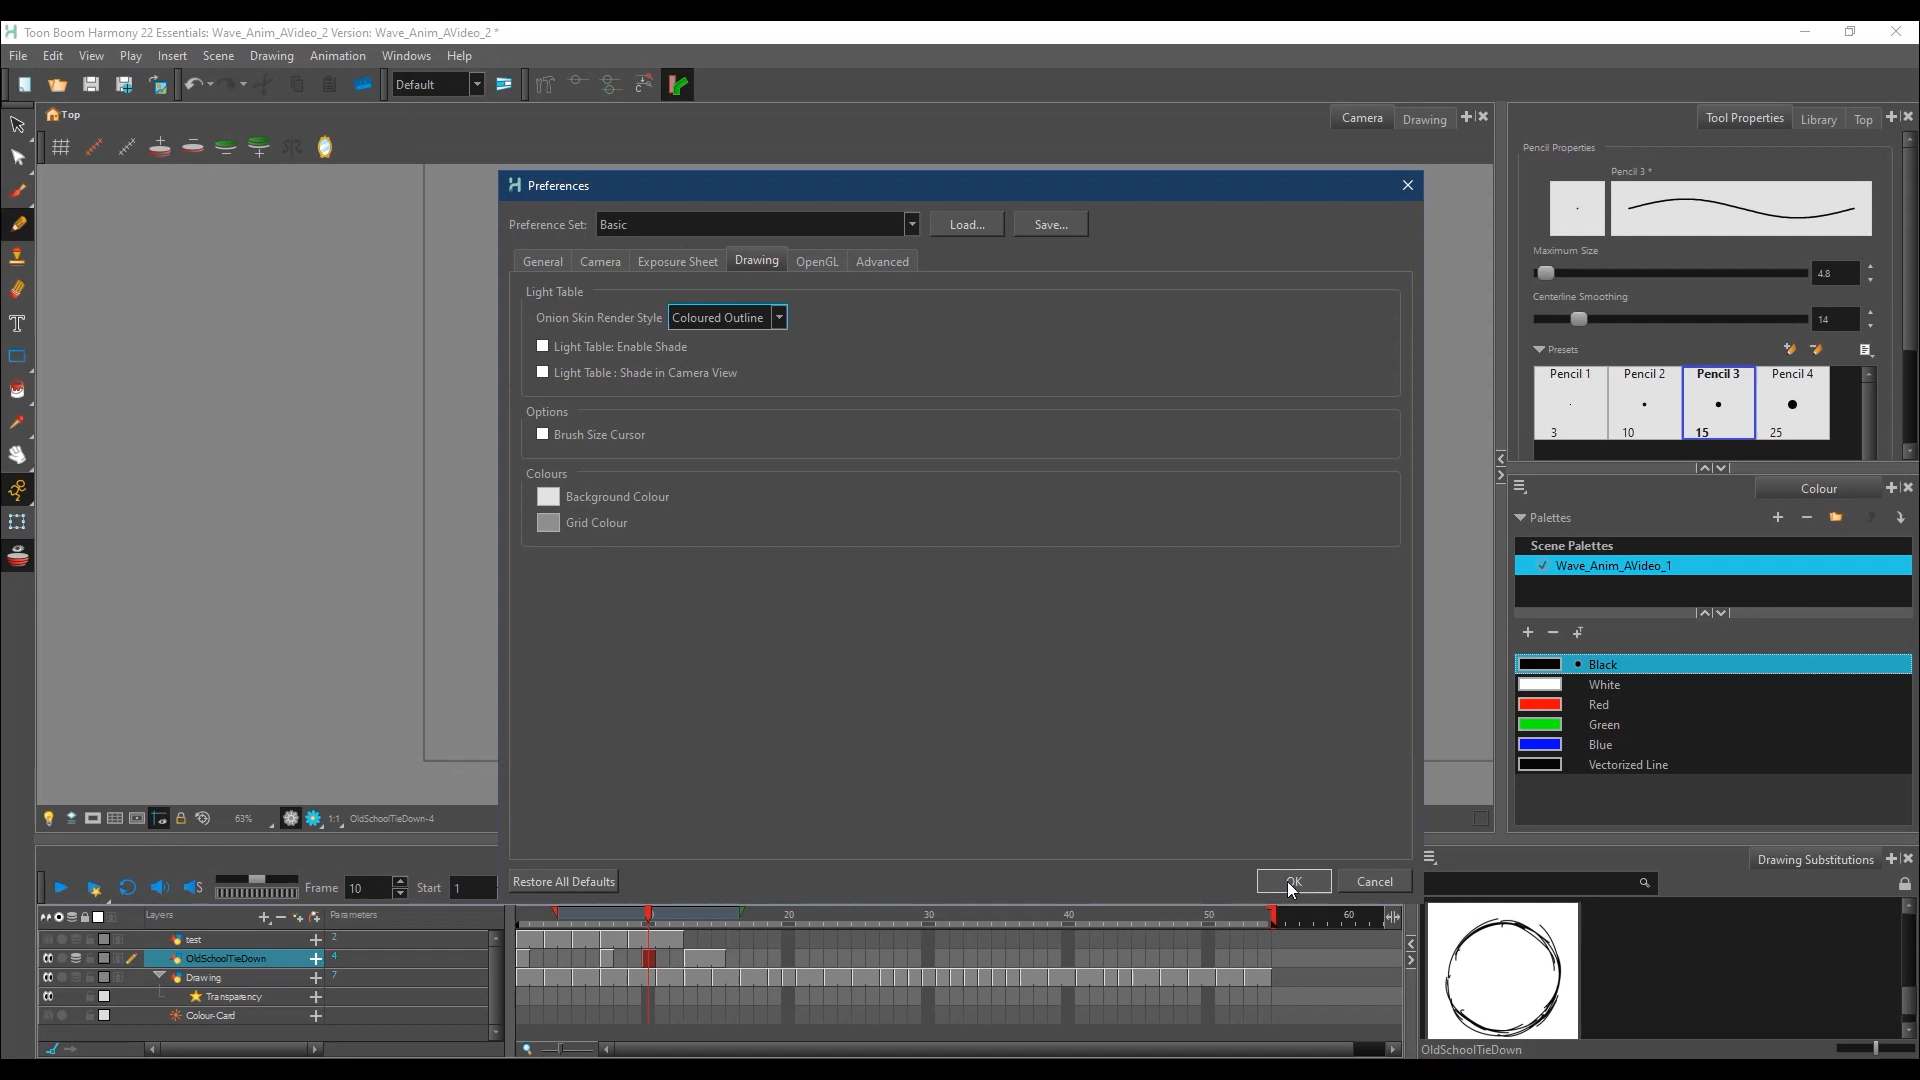 Toon Boom Harmony 22 Essentials: Wave_Anim_AVideo_2 Version: Wave_Anim_AVideo_2 *
File Edit View Play Insert Scene Drawing Animation Windows Help
Default
Top
Camera Drawing
Tool Properties Library Top
Pencil Properties
Pencil 3 *
Maximum Size
4.8
Centerline Smoothing
14
Presets
Pencil 1 Pencil 2 Pencil 3 Pencil 4
3 10 15 25
Preferences
Preference Set: Basic Load... Save...
General Camera Exposure Sheet Drawing OpenGL Advanced
Light Table
Onion Skin Render Style Coloured Outline
Light Table: Enable Shade
Light Table : Shade in Camera View
Options
Brush Size Cursor
Colours
Background Colour
Grid Colour
Restore All Defaults OK Cancel
Colour
Palettes
Scene Palettes
Wave_Anim_AVideo_1
Black
White
Red
Green
Blue
Vectorized Line
63% 1:1 OldSchoolTieDown-4
Frame 10 Start 1
Layers Parameters
20 30 40 50 60
test 2
OldSchoolTieDown 4
Drawing 7
Transparency
Colour-Card
Drawing Substitutions
OldSchoolTieDown